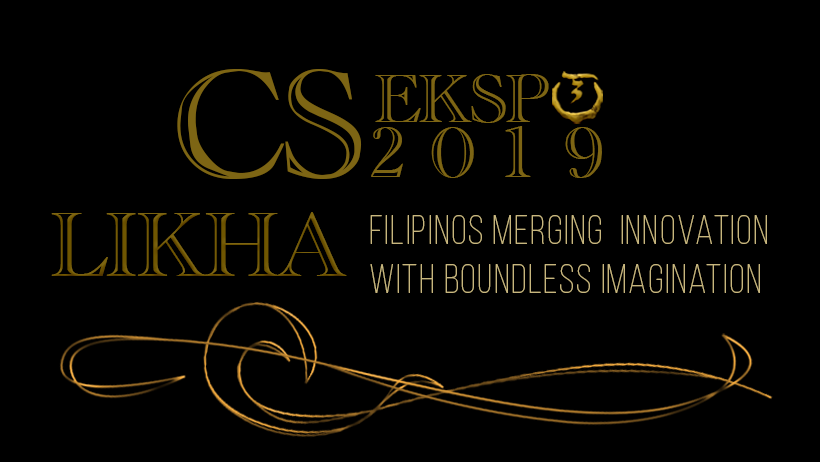 CS EKSPO
2019
LIKHA
FILIPINOS MERGING INNOVATION
WITH BOUNDLESS IMAGINATION